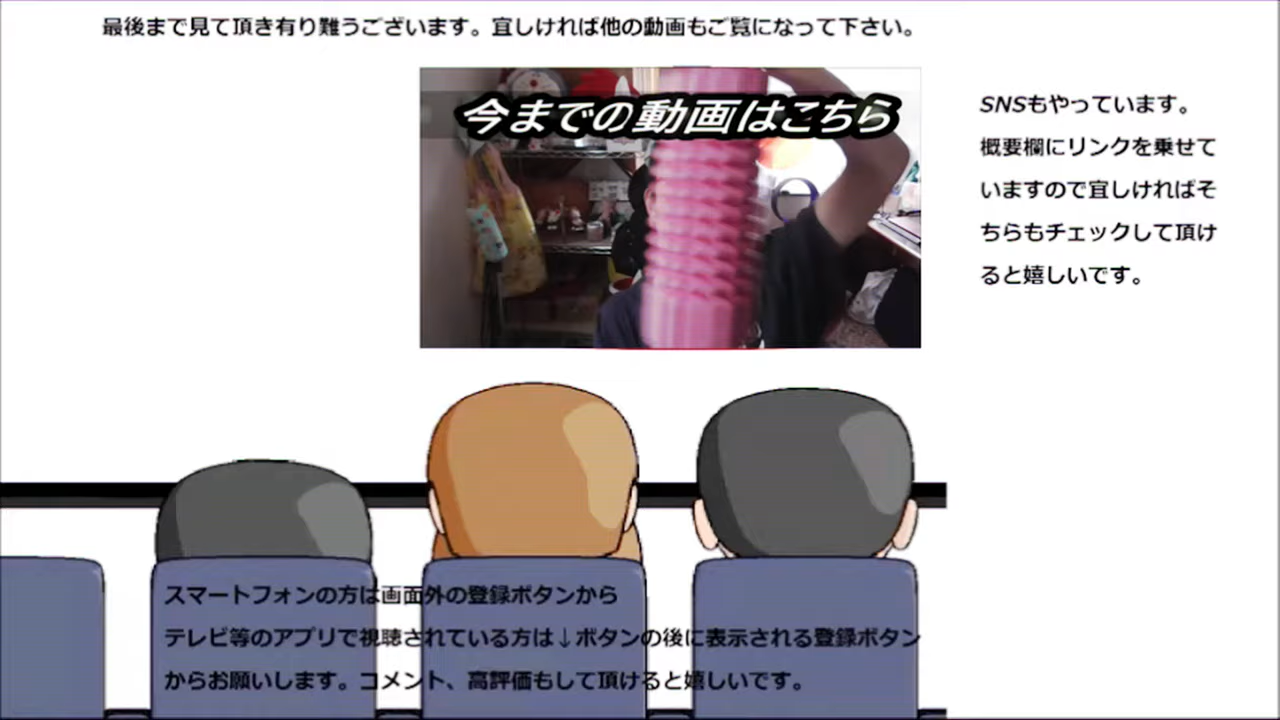 最後まで見て頂き有り難うございます。宜しければ他の動画もご覧になって下さい。
今までの動画はこちら
SNSもやっています。
概要欄にリンクを乗せて
いますので宜しければそ
ちらもチェックして頂け
ると嬉しいです。
スマートフォンの方は画面外の登録ボタンから
テレビ等のアプリで視聴されている方は↓ボタンの後に表示される登録ボタン
からお願いします。コメント、高評価もして頂けると嬉しいです。